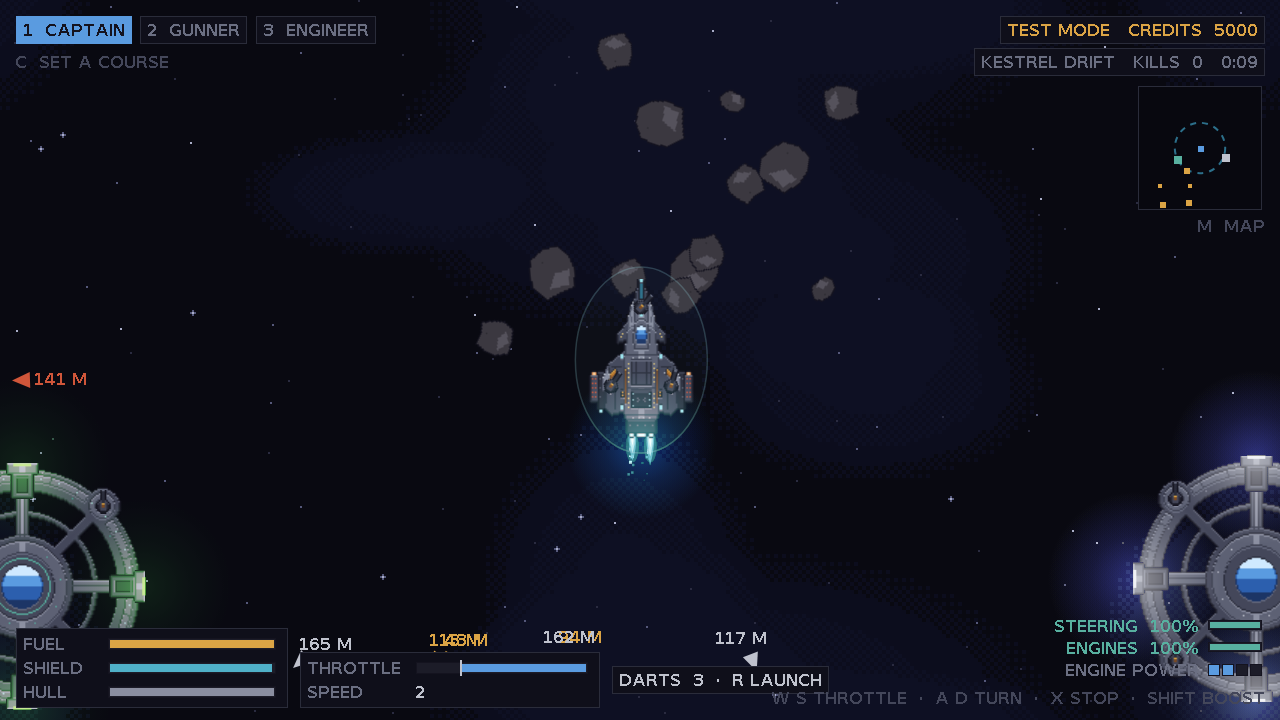 1 CAPTAIN 2 GUNNER 3 ENGINEER
C SET A COURSE
TEST MODE CREDITS 5000
KESTREL DRIFT KILLS 0 0:09
M MAP
141 M
165 M
117 M
FUEL
SHIELD
HULL
THROTTLE
SPEED 2
DARTS 3 · R LAUNCH
STEERING 100%
ENGINES 100%
ENGINE POWER
W S THROTTLE · A D TURN · X STOP · SHIFT BOOST